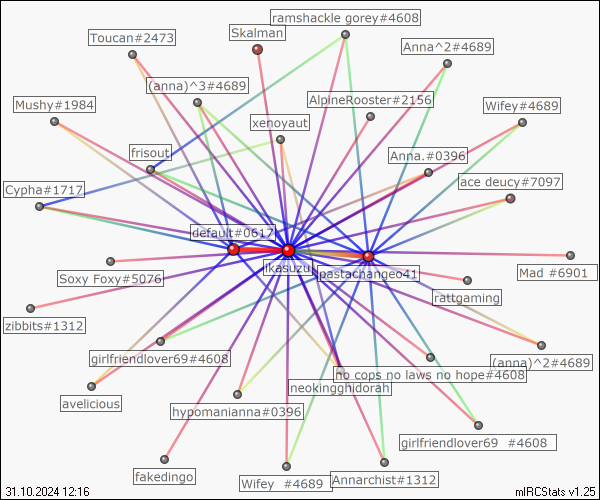 ramshackle gorey#4608
Skalman
Toucan#2473
Anna^2#4689
(anna)^3#4689
AlpineRooster#2156
Mushy#1984
Wifey#4689
xenoyaut
frisout
Anna.#0396
ace deucy#7097
Cypha#1717
default#0617
ikasuzu
pastachangeo41
Soxy Foxy#5076
Mad #6901
rattgaming
zibbits#1312
girlfriendlover69#4608
(anna)^2#4689
no cops no laws no hope#4608
neokingghidorah
avelicious
hypomanianna#0396
girlfriendlover69 #4608
fakedingo
Wifey #4689
Annarchist#1312
31.10.2024 12:16
mIRCStats v1.25